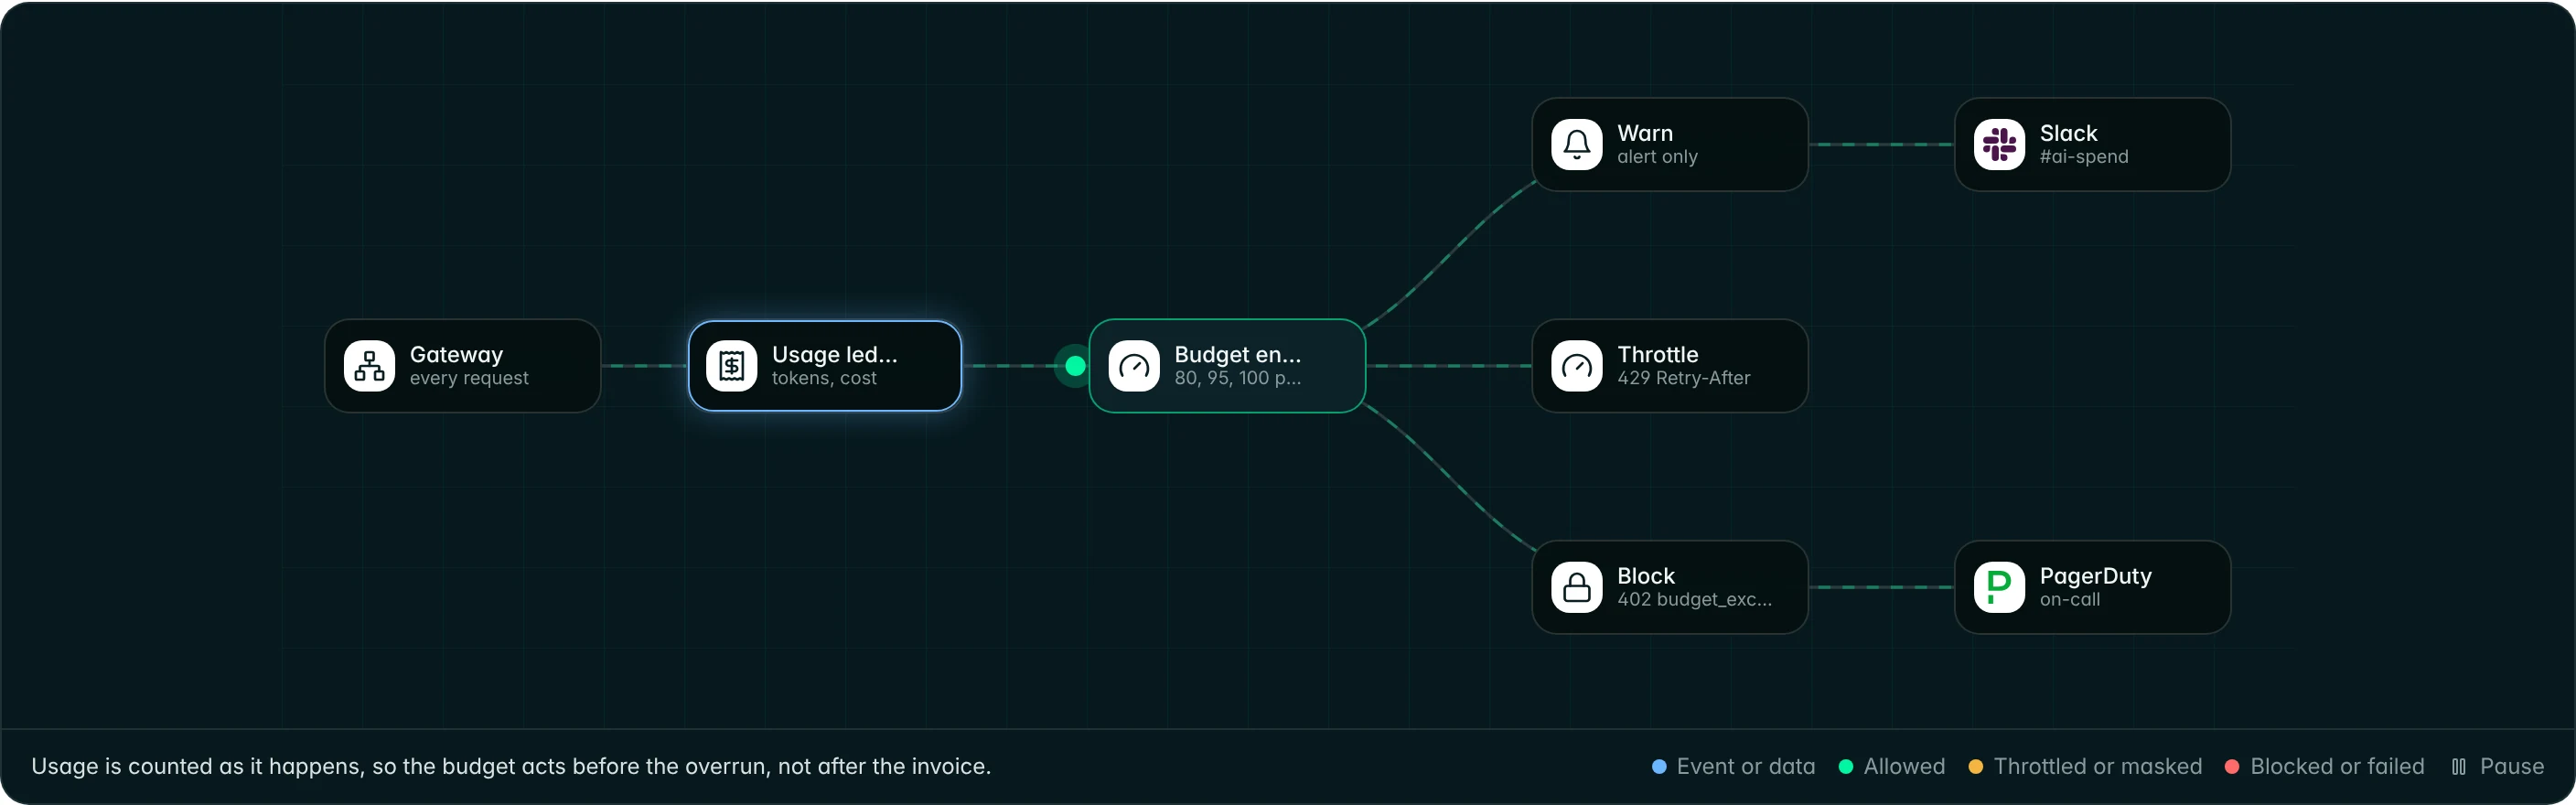 Warn
alert only
Slack
#ai-spend
Gateway
every request
Usage led...
tokens, cost
Budget en...
80, 95, 100 p...
Throttle
429 Retry-After
Block
402 budget_exc...
PagerDuty
on-call
Usage is counted as it happens, so the budget acts before the overrun, not after the invoice.
Event or data
Allowed
Throttled or masked
Blocked or failed
Pause